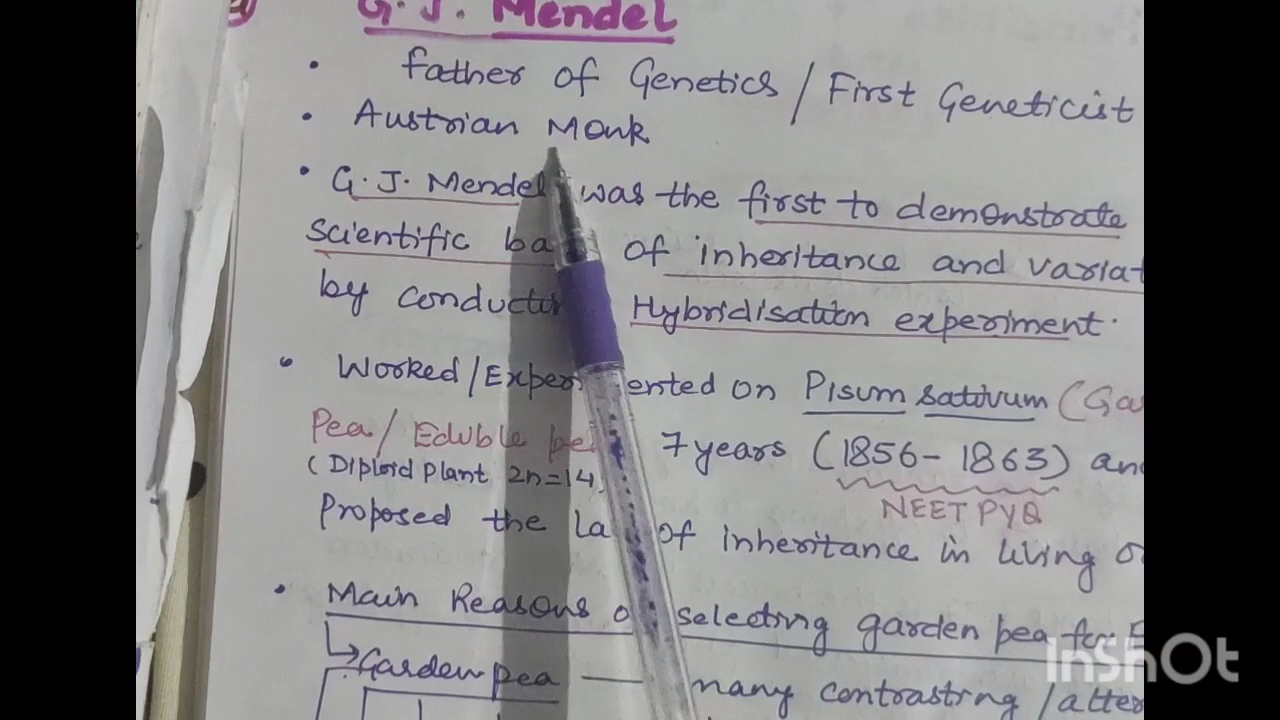 G. J. Mendel
Father of Genetics / First Geneticist
Austrian Monk
G. J. Mendel was the first to demonstrate
Scientific of inheritance and
by Hybridisation experiment.
Worked / on Pisum Sativum (
Pea / Eduble 7 years (1856 - 1863)
(Diploid Plant 2n=14
NEET PYQ
Proposed the of inheritance in living
Main Reasons selecting garden pea for
Garden pea — many contrasting /
InShOt